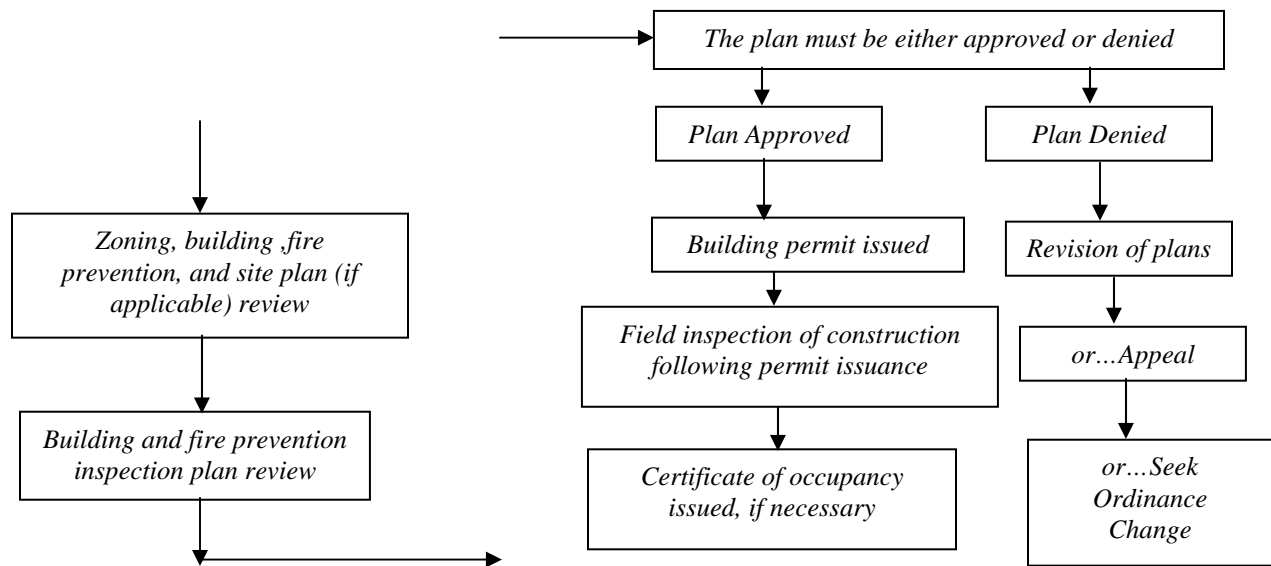 Zoning, building ,fire
prevention, and site plan (if
applicable) review
Building and fire prevention
inspection plan review
The plan must be either approved or denied
Plan Approved
Building permit issued
Field inspection of construction
following permit issuance
Certificate of occupancy
issued, if necessary
Plan Denied
Revision of plans
or…Appeal
or…Seek
Ordinance
Change